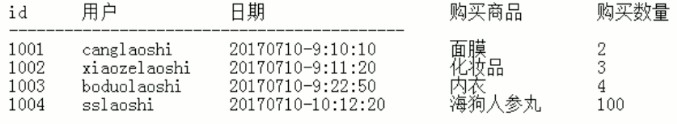 id 用户 日期 购买商品 购买数量
-------------------------------------------
1001 canglaoshi 20170710-9:10:10 面膜 2
1002 xiaozelaoshi 20170710-9:11:20 化妆品 3
1003 boduolaoshi 20170710-9:22:50 内衣 4
1004 sslaoshi 20170710-10:12:20 海狗人参丸 100